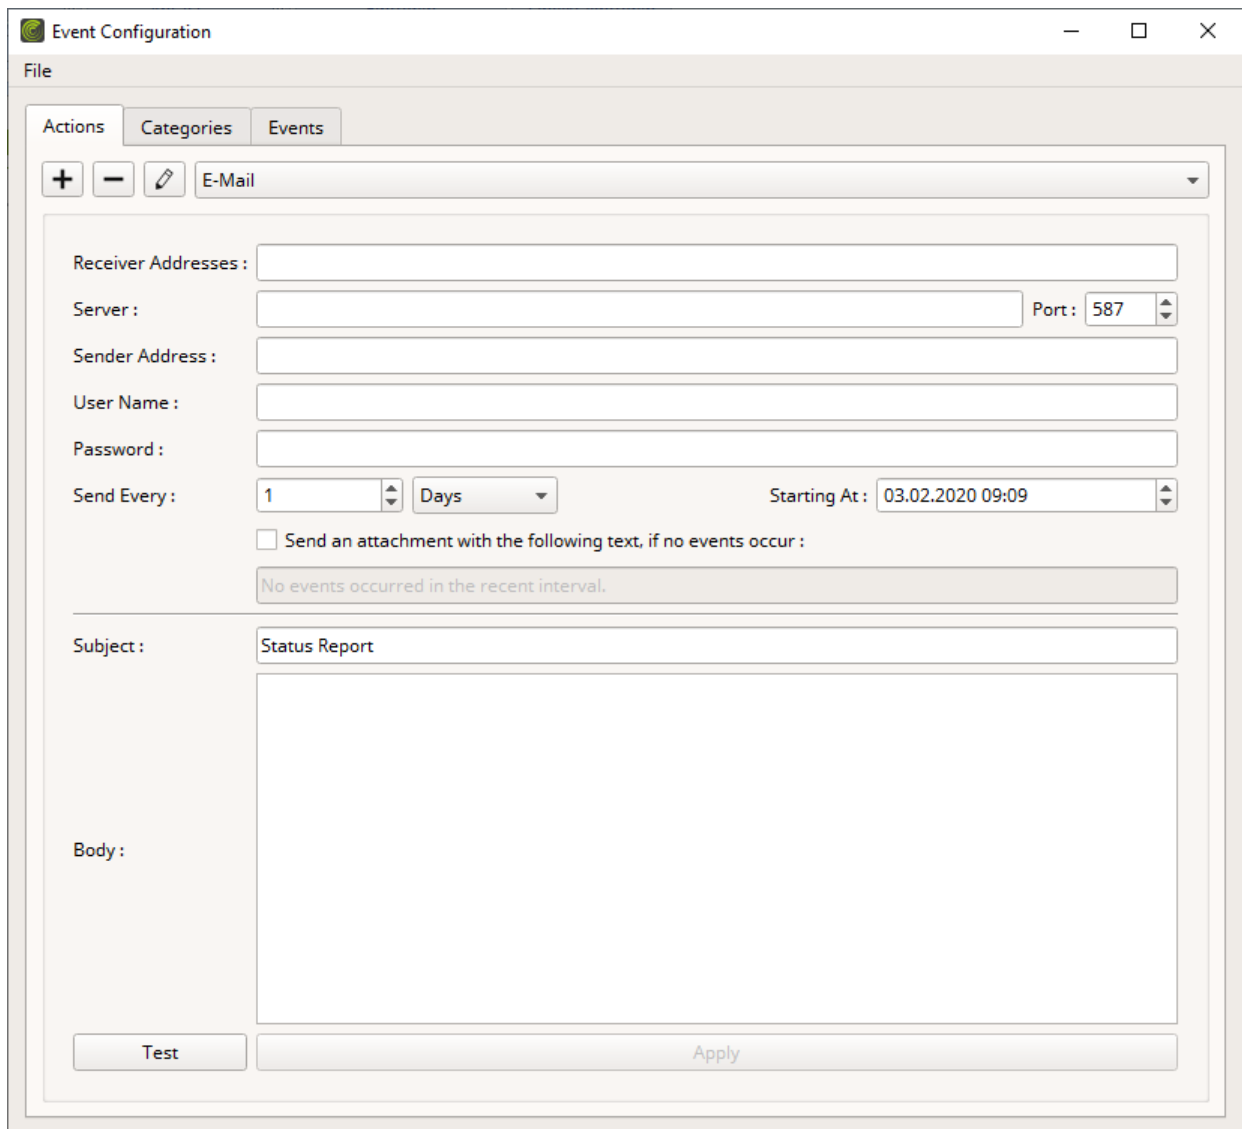 Event Configuration
File
Actions Categories Events
E-Mail
Receiver Addresses :
Server : Port : 587
Sender Address :
User Name :
Password :
Send Every : 1 Days Starting At : 03.02.2020 09:09
Send an attachment with the following text, if no events occur :
No events occurred in the recent interval.
Subject : Status Report
Body :
Test Apply